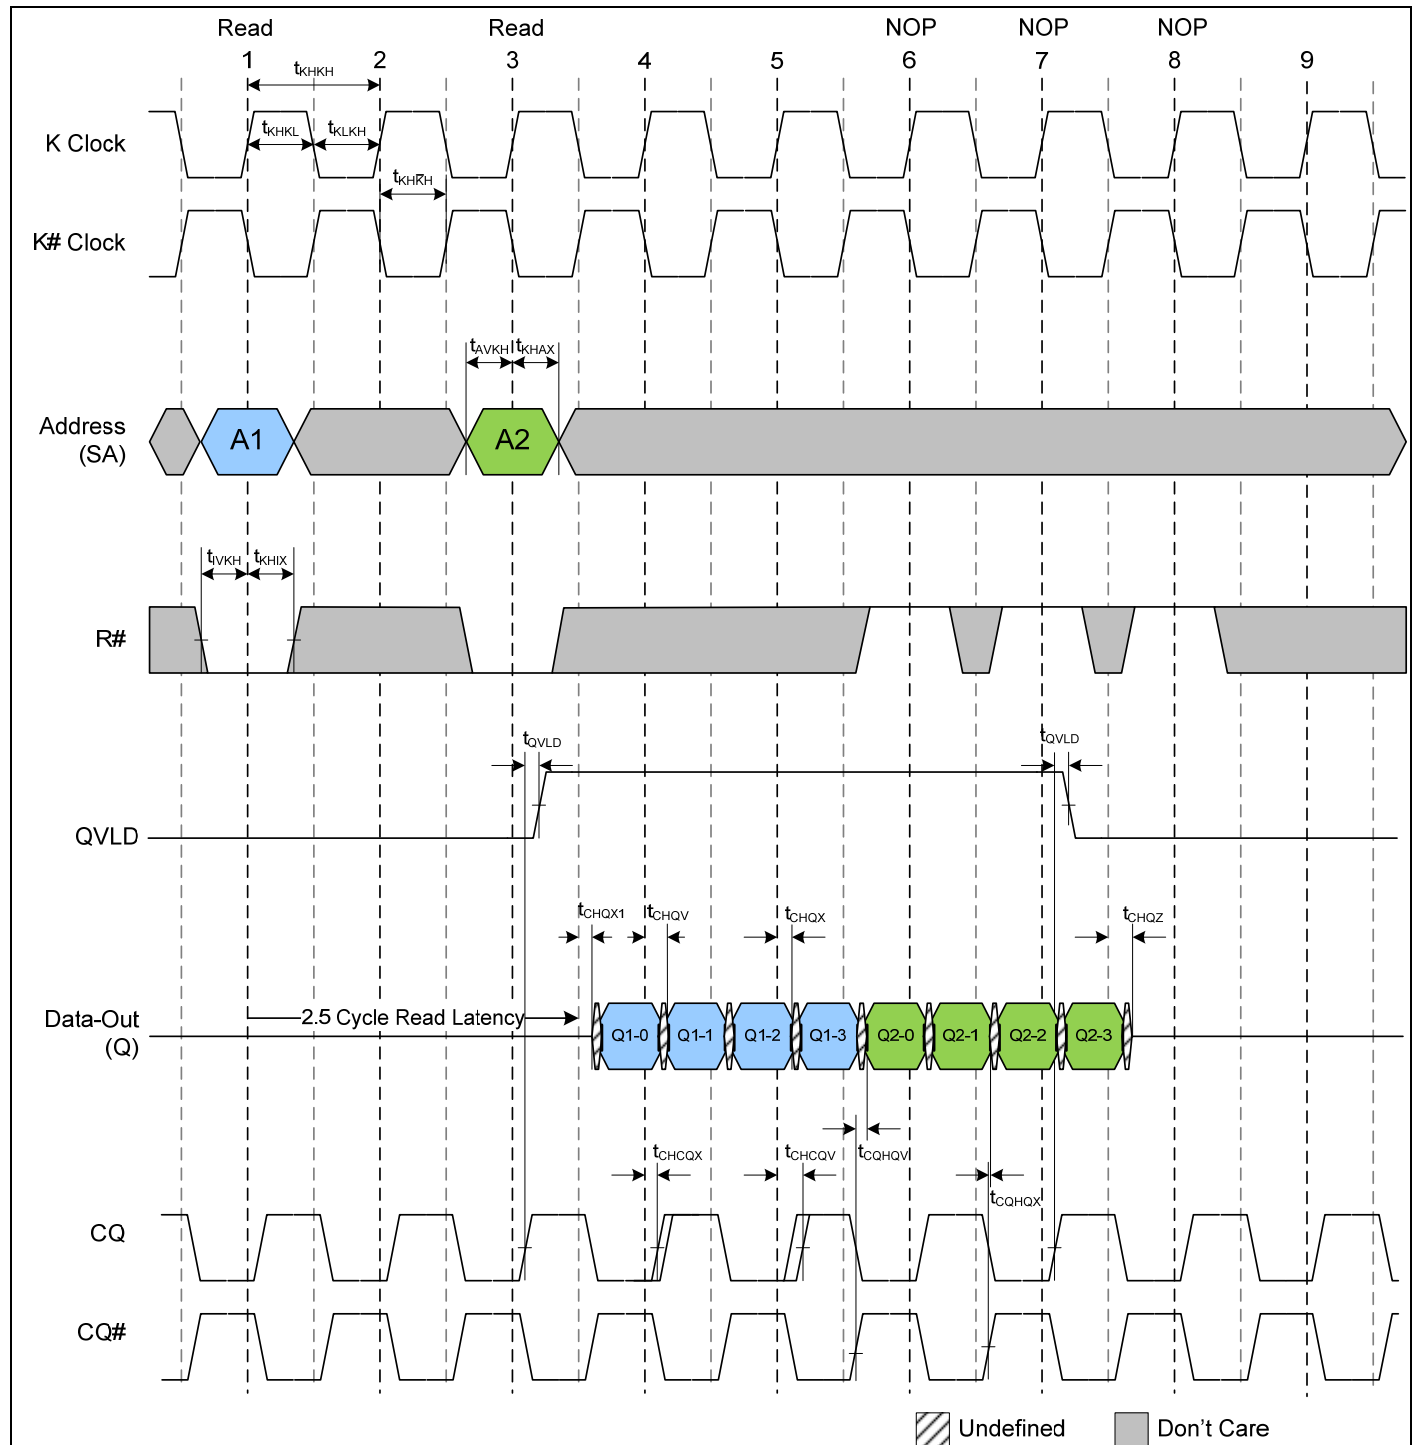 Read Read NOP NOP NOP
1 2 3 4 5 6 7 8 9
tKHKH
K Clock tKHKL tKLKH
tKHK̅H
K# Clock
tAVKH tKHAX
Address
(SA) A1 A2
tIVKH tKHIX
R#
tQVLD tQVLD
QVLD
tCHQX1 tCHQV tCHQX tCHQZ
Data-Out
(Q) 2.5 Cycle Read Latency Q1-0 Q1-1 Q1-2 Q1-3 Q2-0 Q2-1 Q2-2 Q2-3
tCHCQX tCHCQV tCQHQV
tCQHQX
CQ
CQ#
Undefined Don't Care